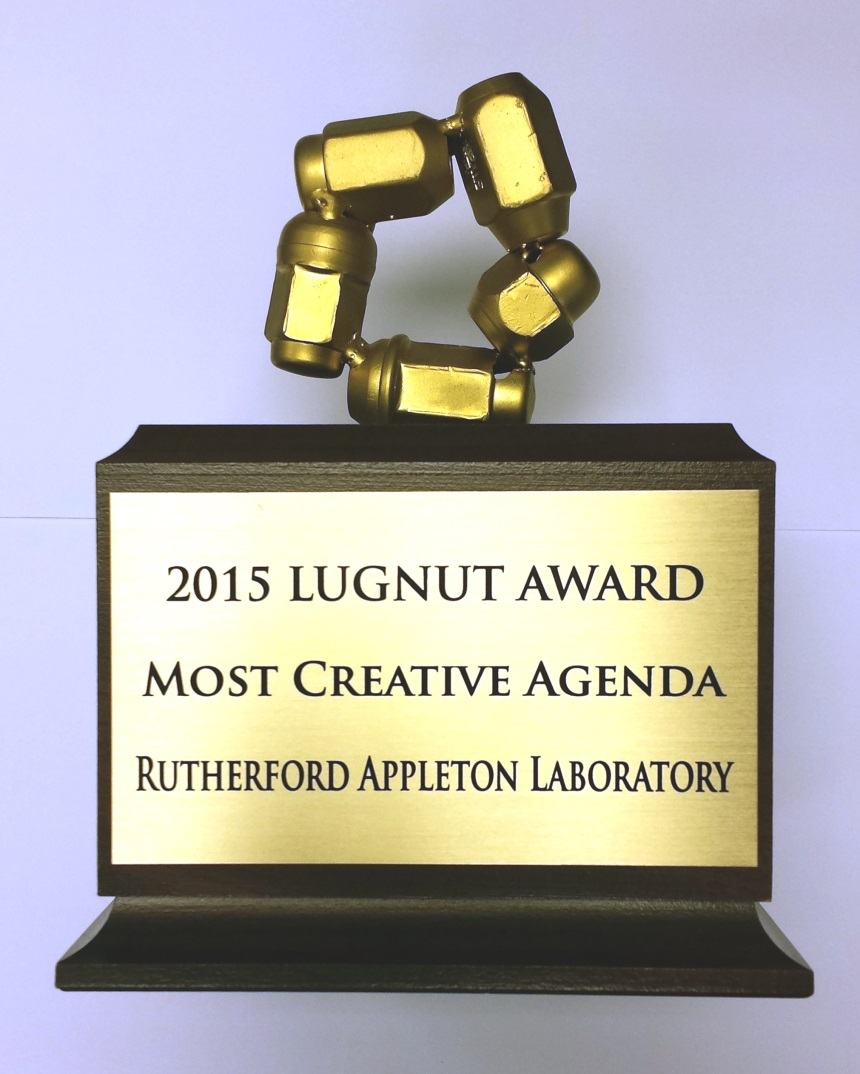 2015 LUGNUT AWARD
MOST CREATIVE AGENDA
RUTHERFORD APPLETON LABORATORY